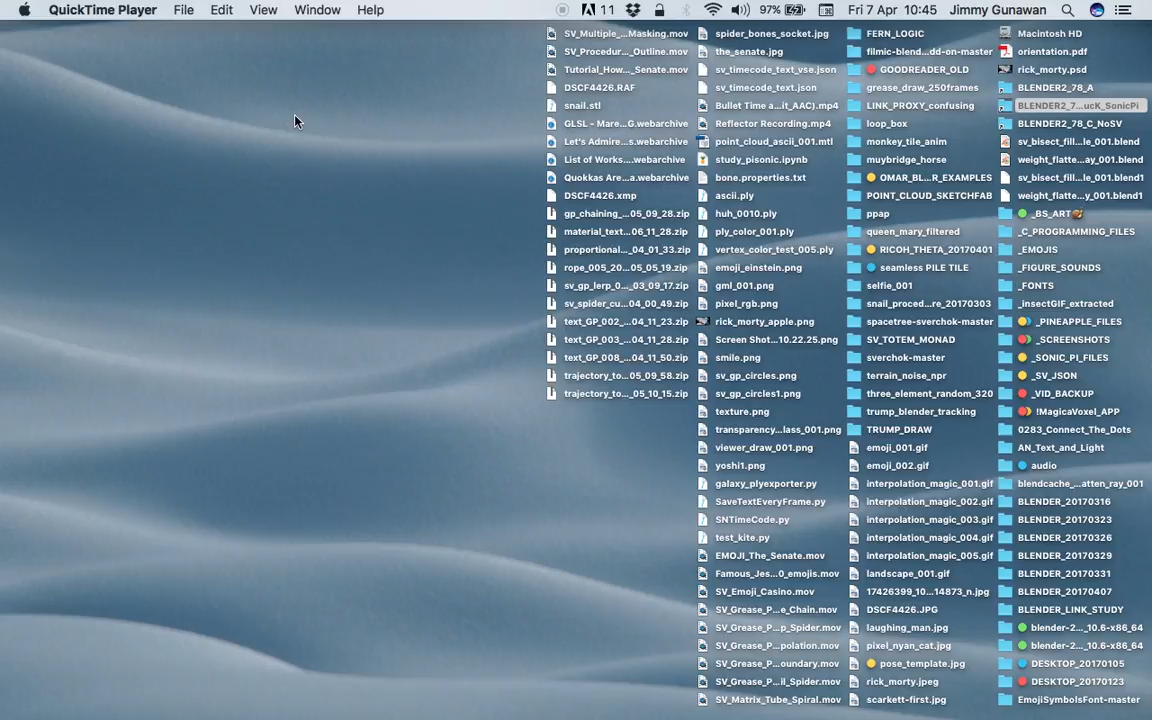 QuickTime Player File Edit View Window Help 11 97% Fri 7 Apr 10:45 Jimmy Gunawan
SV_Multiple_...Masking.mov
SV_Procedur..._Outline.mov
Tutorial_How..._Senate.mov
DSCF4426.RAF
snail.stl
GLSL - Mare...G.webarchive
Let's Admire...s.webarchive
List of Works....webarchive
Quokkas Are...a.webarchive
DSCF4426.xmp
gp_chaining_...05_09_28.zip
material_text...06_11_28.zip
proportional...04_01_33.zip
rope_005_20...05_05_19.zip
sv_gp_lerp_0..._03_09_17.zip
sv_spider_cu...04_00_49.zip
text_GP_002_...04_11_23.zip
text_GP_003_...04_11_28.zip
text_GP_008_...04_11_50.zip
trajectory_to...05_09_58.zip
trajectory_to...05_10_15.zip
spider_bones_socket.jpg
the_senate.jpg
sv_timecode_text_vse.json
sv_timecode_text.json
Bullet Time a...it_AAC).mp4
Reflector Recording.mp4
point_cloud_ascii_001.mtl
study_pisonic.ipynb
bone.properties.txt
ascii.ply
huh_0010.ply
ply_color_001.ply
vertex_color_test_005.ply
emoji_einstein.png
gml_001.png
pixel_rgb.png
rick_morty_apple.png
Screen Shot...10.22.25.png
smile.png
sv_gp_circles.png
sv_gp_circles1.png
texture.png
transparency...lass_001.png
viewer_draw_001.png
yoshi1.png
galaxy_plyexporter.py
SaveTextEveryFrame.py
SNTimeCode.py
test_kite.py
EMOJI_The_Senate.mov
Famous_Jes...0_emojis.mov
SV_Emoji_Casino.mov
SV_Grease_P...e_Chain.mov
SV_Grease_P...p_Spider.mov
SV_Grease_P...polation.mov
SV_Grease_P...oundary.mov
SV_Grease_P...il_Spider.mov
SV_Matrix_Tube_Spiral.mov
FERN_LOGIC
filmic-blend...dd-on-master
GOODREADER_OLD
grease_draw_250frames
LINK_PROXY_confusing
loop_box
monkey_tile_anim
muybridge_horse
OMAR_BL...R_EXAMPLES
POINT_CLOUD_SKETCHFAB
ppap
queen_mary_filtered
RICOH_THETA_20170401
seamless PILE TILE
selfie_001
snail_proced...re_20170303
spacetree-sverchok-master
SV_TOTEM_MONAD
sverchok-master
terrain_noise_npr
three_element_random_320
trump_blender_tracking
TRUMP_DRAW
emoji_001.gif
emoji_002.gif
interpolation_magic_001.gif
interpolation_magic_002.gif
interpolation_magic_003.gif
interpolation_magic_004.gif
interpolation_magic_005.gif
landscape_001.gif
17426399_10...14873_n.jpg
DSCF4426.JPG
laughing_man.jpg
pixel_nyan_cat.jpg
pose_template.jpg
rick_morty.jpeg
scarkett-first.jpg
Macintosh HD
orientation.pdf
rick_morty.psd
BLENDER2_78_A
BLENDER2_7...ucK_SonicPi
BLENDER2_78_C_NoSV
sv_bisect_fill...le_001.blend
weight_flatte...ay_001.blend
sv_bisect_fil...le_001.blend1
weight_flatte...y_001.blend1
_BS_ART
_C_PROGRAMMING_FILES
_EMOJIS
_FIGURE_SOUNDS
_FONTS
_insectGIF_extracted
_PINEAPPLE_FILES
_SCREENSHOTS
_SONIC_PI_FILES
_SV_JSON
_VID_BACKUP
!MagicaVoxel_APP
0283_Connect_The_Dots
AN_Text_and_Light
audio
blendcache_...atten_ray_001
BLENDER_20170316
BLENDER_20170323
BLENDER_20170326
BLENDER_20170329
BLENDER_20170331
BLENDER_20170407
BLENDER_LINK_STUDY
blender-2..._10.6-x86_64
blender-2..._10.6-x86_64
DESKTOP_20170105
DESKTOP_20170123
EmojiSymbolsFont-master